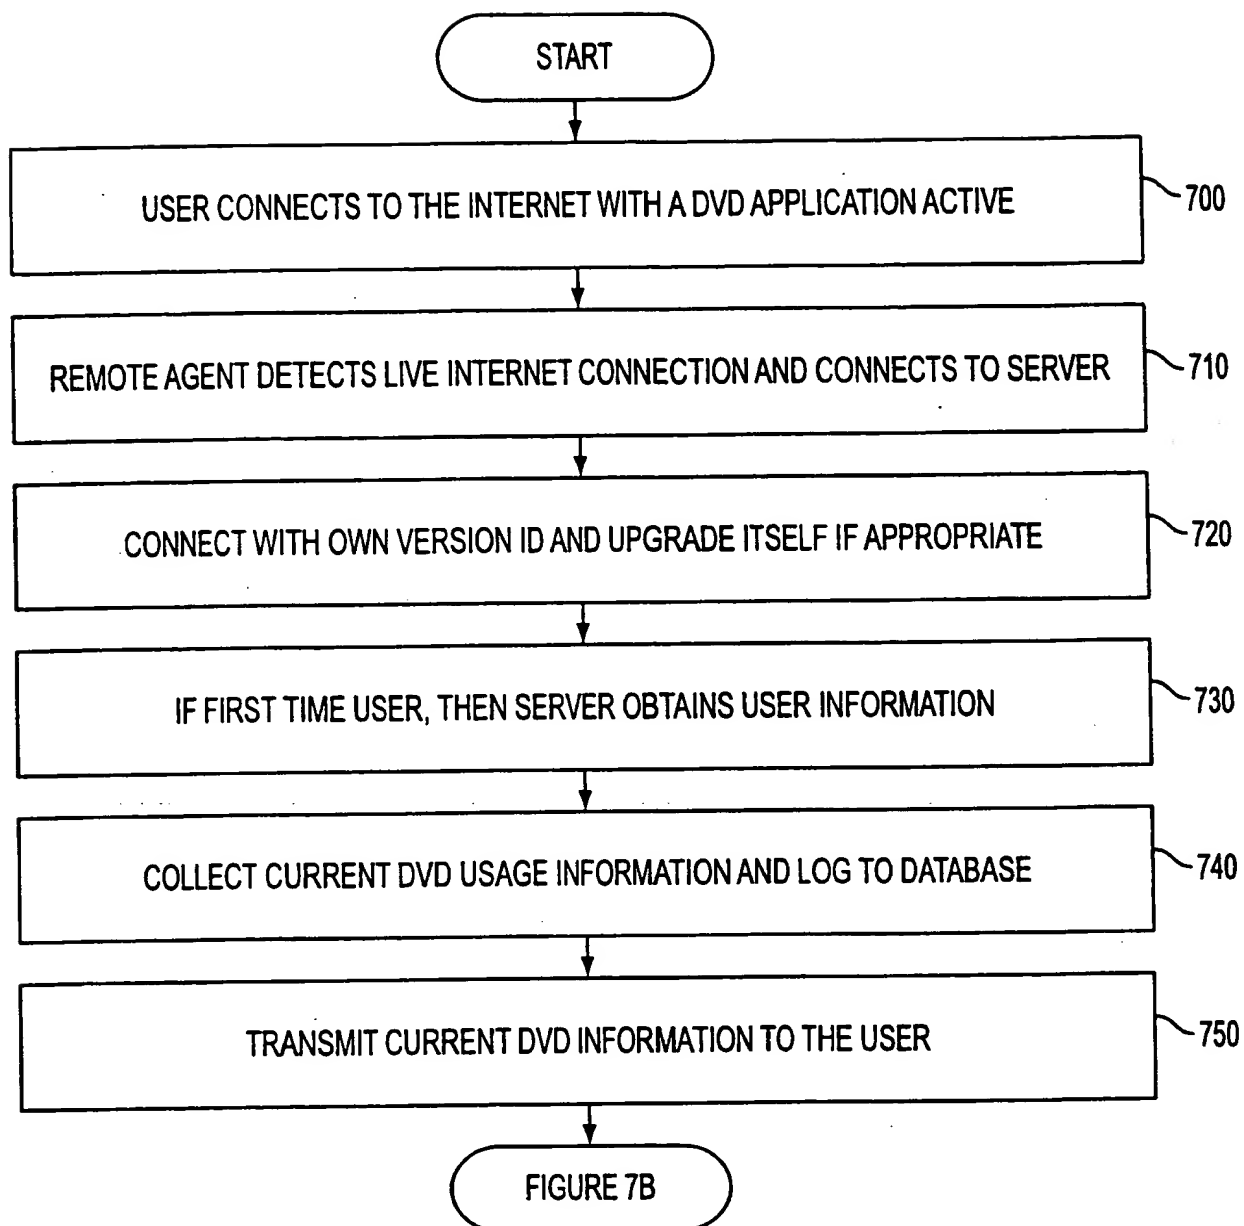 START
USER CONNECTS TO THE INTERNET WITH A DVD APPLICATION ACTIVE
700
REMOTE AGENT DETECTS LIVE INTERNET CONNECTION AND CONNECTS TO SERVER
710
CONNECT WITH OWN VERSION ID AND UPGRADE ITSELF IF APPROPRIATE
720
IF FIRST TIME USER, THEN SERVER OBTAINS USER INFORMATION
730
COLLECT CURRENT DVD USAGE INFORMATION AND LOG TO DATABASE
740
TRANSMIT CURRENT DVD INFORMATION TO THE USER
750
FIGURE 7B